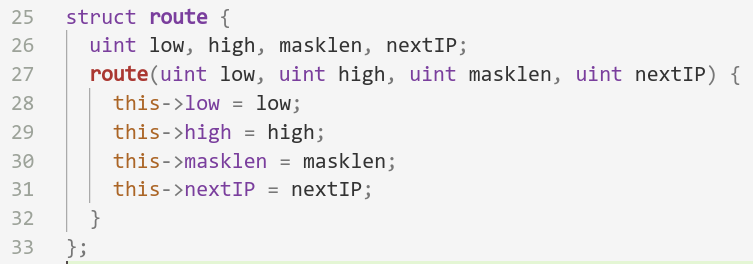 25 struct route {
26 uint low, high, masklen, nextIP;
27 route(uint low, uint high, uint masklen, uint nextIP) {
28 this->low = low;
29 this->high = high;
30 this->masklen = masklen;
31 this->nextIP = nextIP;
32 }
33 };